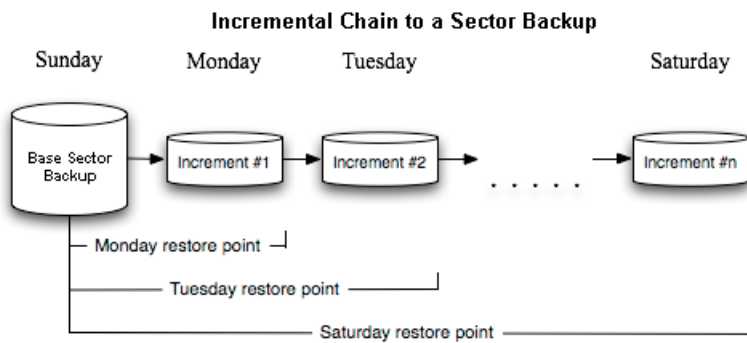 Incremental Chain to a Sector Backup
Sunday
Monday
Tuesday
Saturday
Base Sector
Backup
Increment #1
Increment #2
. . . . .
Increment #n
Monday restore point
Tuesday restore point
Saturday restore point